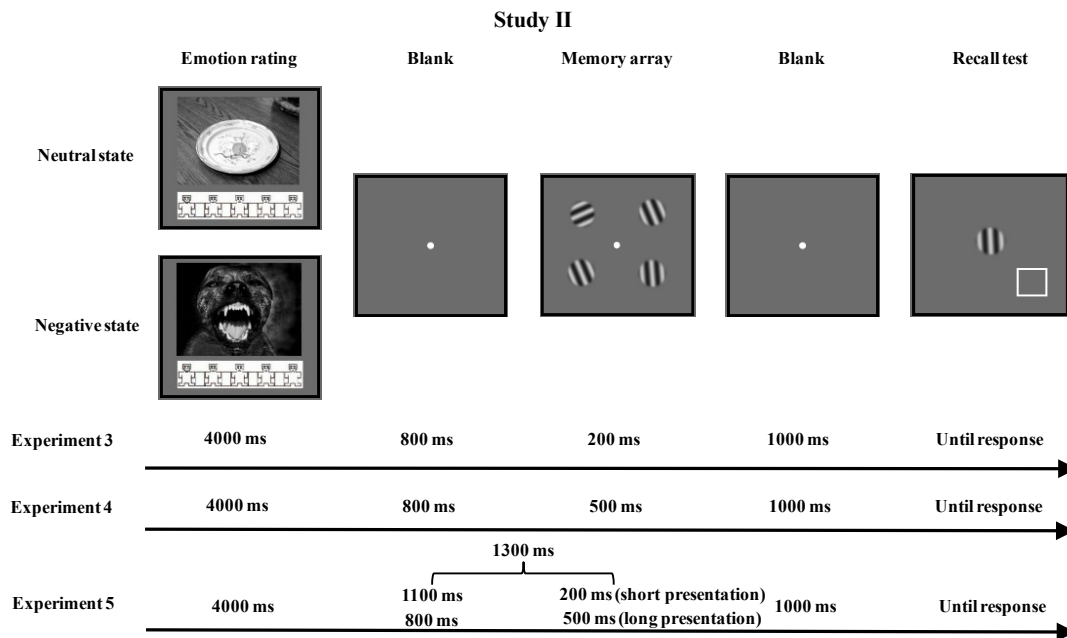 Study II
Emotion rating Blank Memory array Blank Recall test
Neutral state
Negative state
Experiment 3 4000 ms 800 ms 200 ms 1000 ms Until response
Experiment 4 4000 ms 800 ms 500 ms 1000 ms Until response
1300 ms
1100 ms 200 ms (short presentation)
Experiment 5 4000 ms 1000 ms Until response
800 ms 500 ms (long presentation)